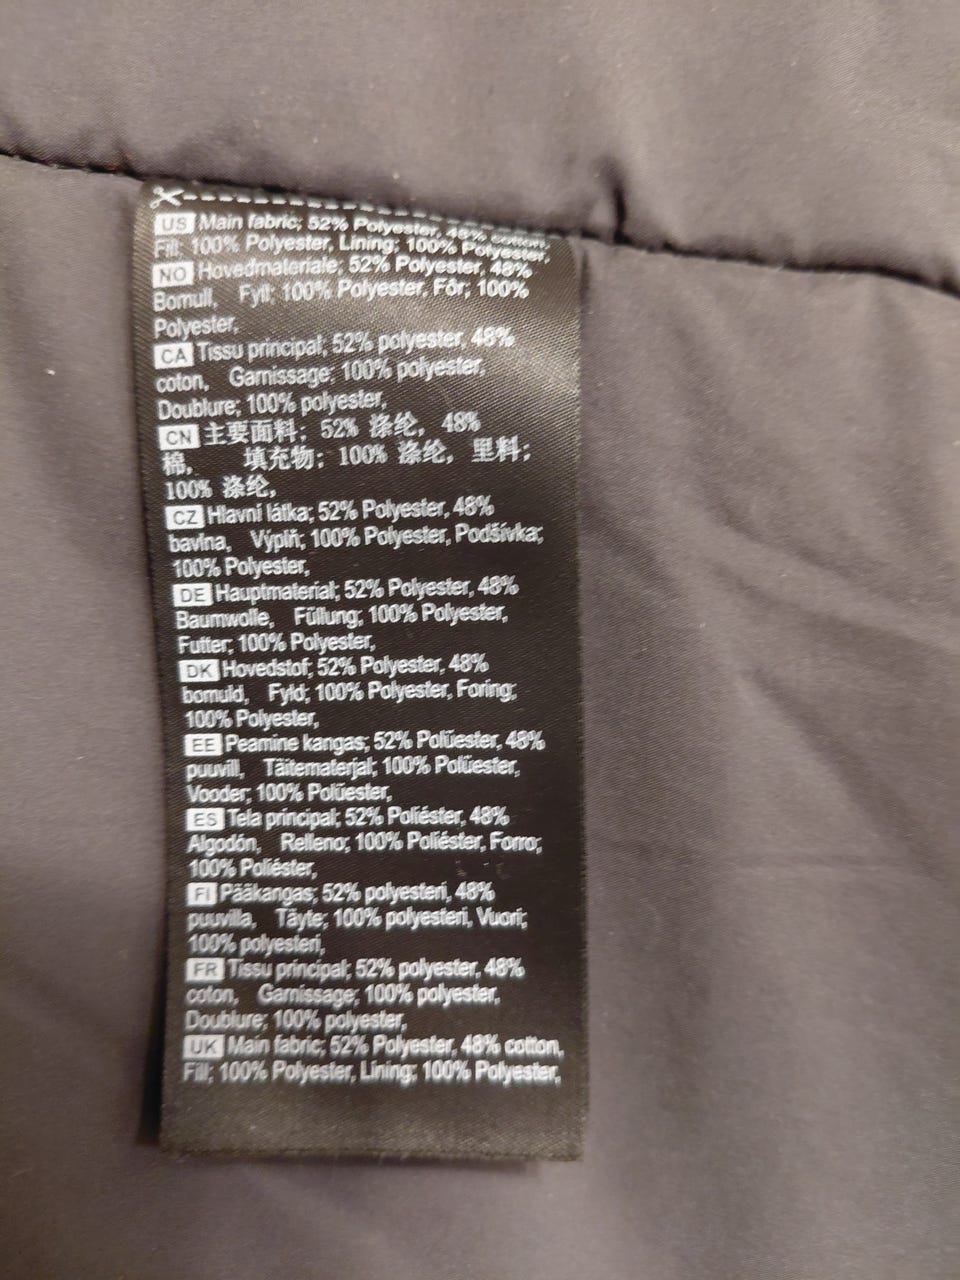 US Main fabric; 52% Polyester, 48% cotton,
Fill; 100% Polyester, Lining; 100% Polyester,
NO Hovedmateriale; 52% Polyester, 48%
Bomull, Fyll; 100% Polyester, Fôr; 100%
Polyester,
CA Tissu principal; 52% polyester, 48%
coton, Garnissage; 100% polyester,
Doublure; 100% polyester,
CN 主要面料; 52% 涤纶, 48%
棉, 填充物; 100% 涤纶, 里料;
100% 涤纶,
CZ Hlavní látka; 52% Polyester, 48%
bavlna, Výplň; 100% Polyester, Podšívka;
100% Polyester,
DE Hauptmaterial; 52% Polyester, 48%
Baumwolle, Füllung; 100% Polyester,
Futter; 100% Polyester,
DK Hovedstof; 52% Polyester, 48%
bomuld, Fyld; 100% Polyester, Foring;
100% Polyester,
EE Peamine kangas; 52% Polüester, 48%
puuvill, Täitematerjal; 100% Polüester,
Vooder; 100% Polüester,
ES Tela principal; 52% Poliéster, 48%
Algodón, Relleno; 100% Poliéster, Forro;
100% Poliéster,
FI Pääkangas; 52% polyesteri, 48%
puuvilla, Täyte; 100% polyesteri, Vuori;
100% polyesteri,
FR Tissu principal; 52% polyester, 48%
coton, Garnissage; 100% polyester,
Doublure; 100% polyester,
UK Main fabric; 52% Polyester, 48% cotton,
Fill; 100% Polyester, Lining; 100% Polyester,